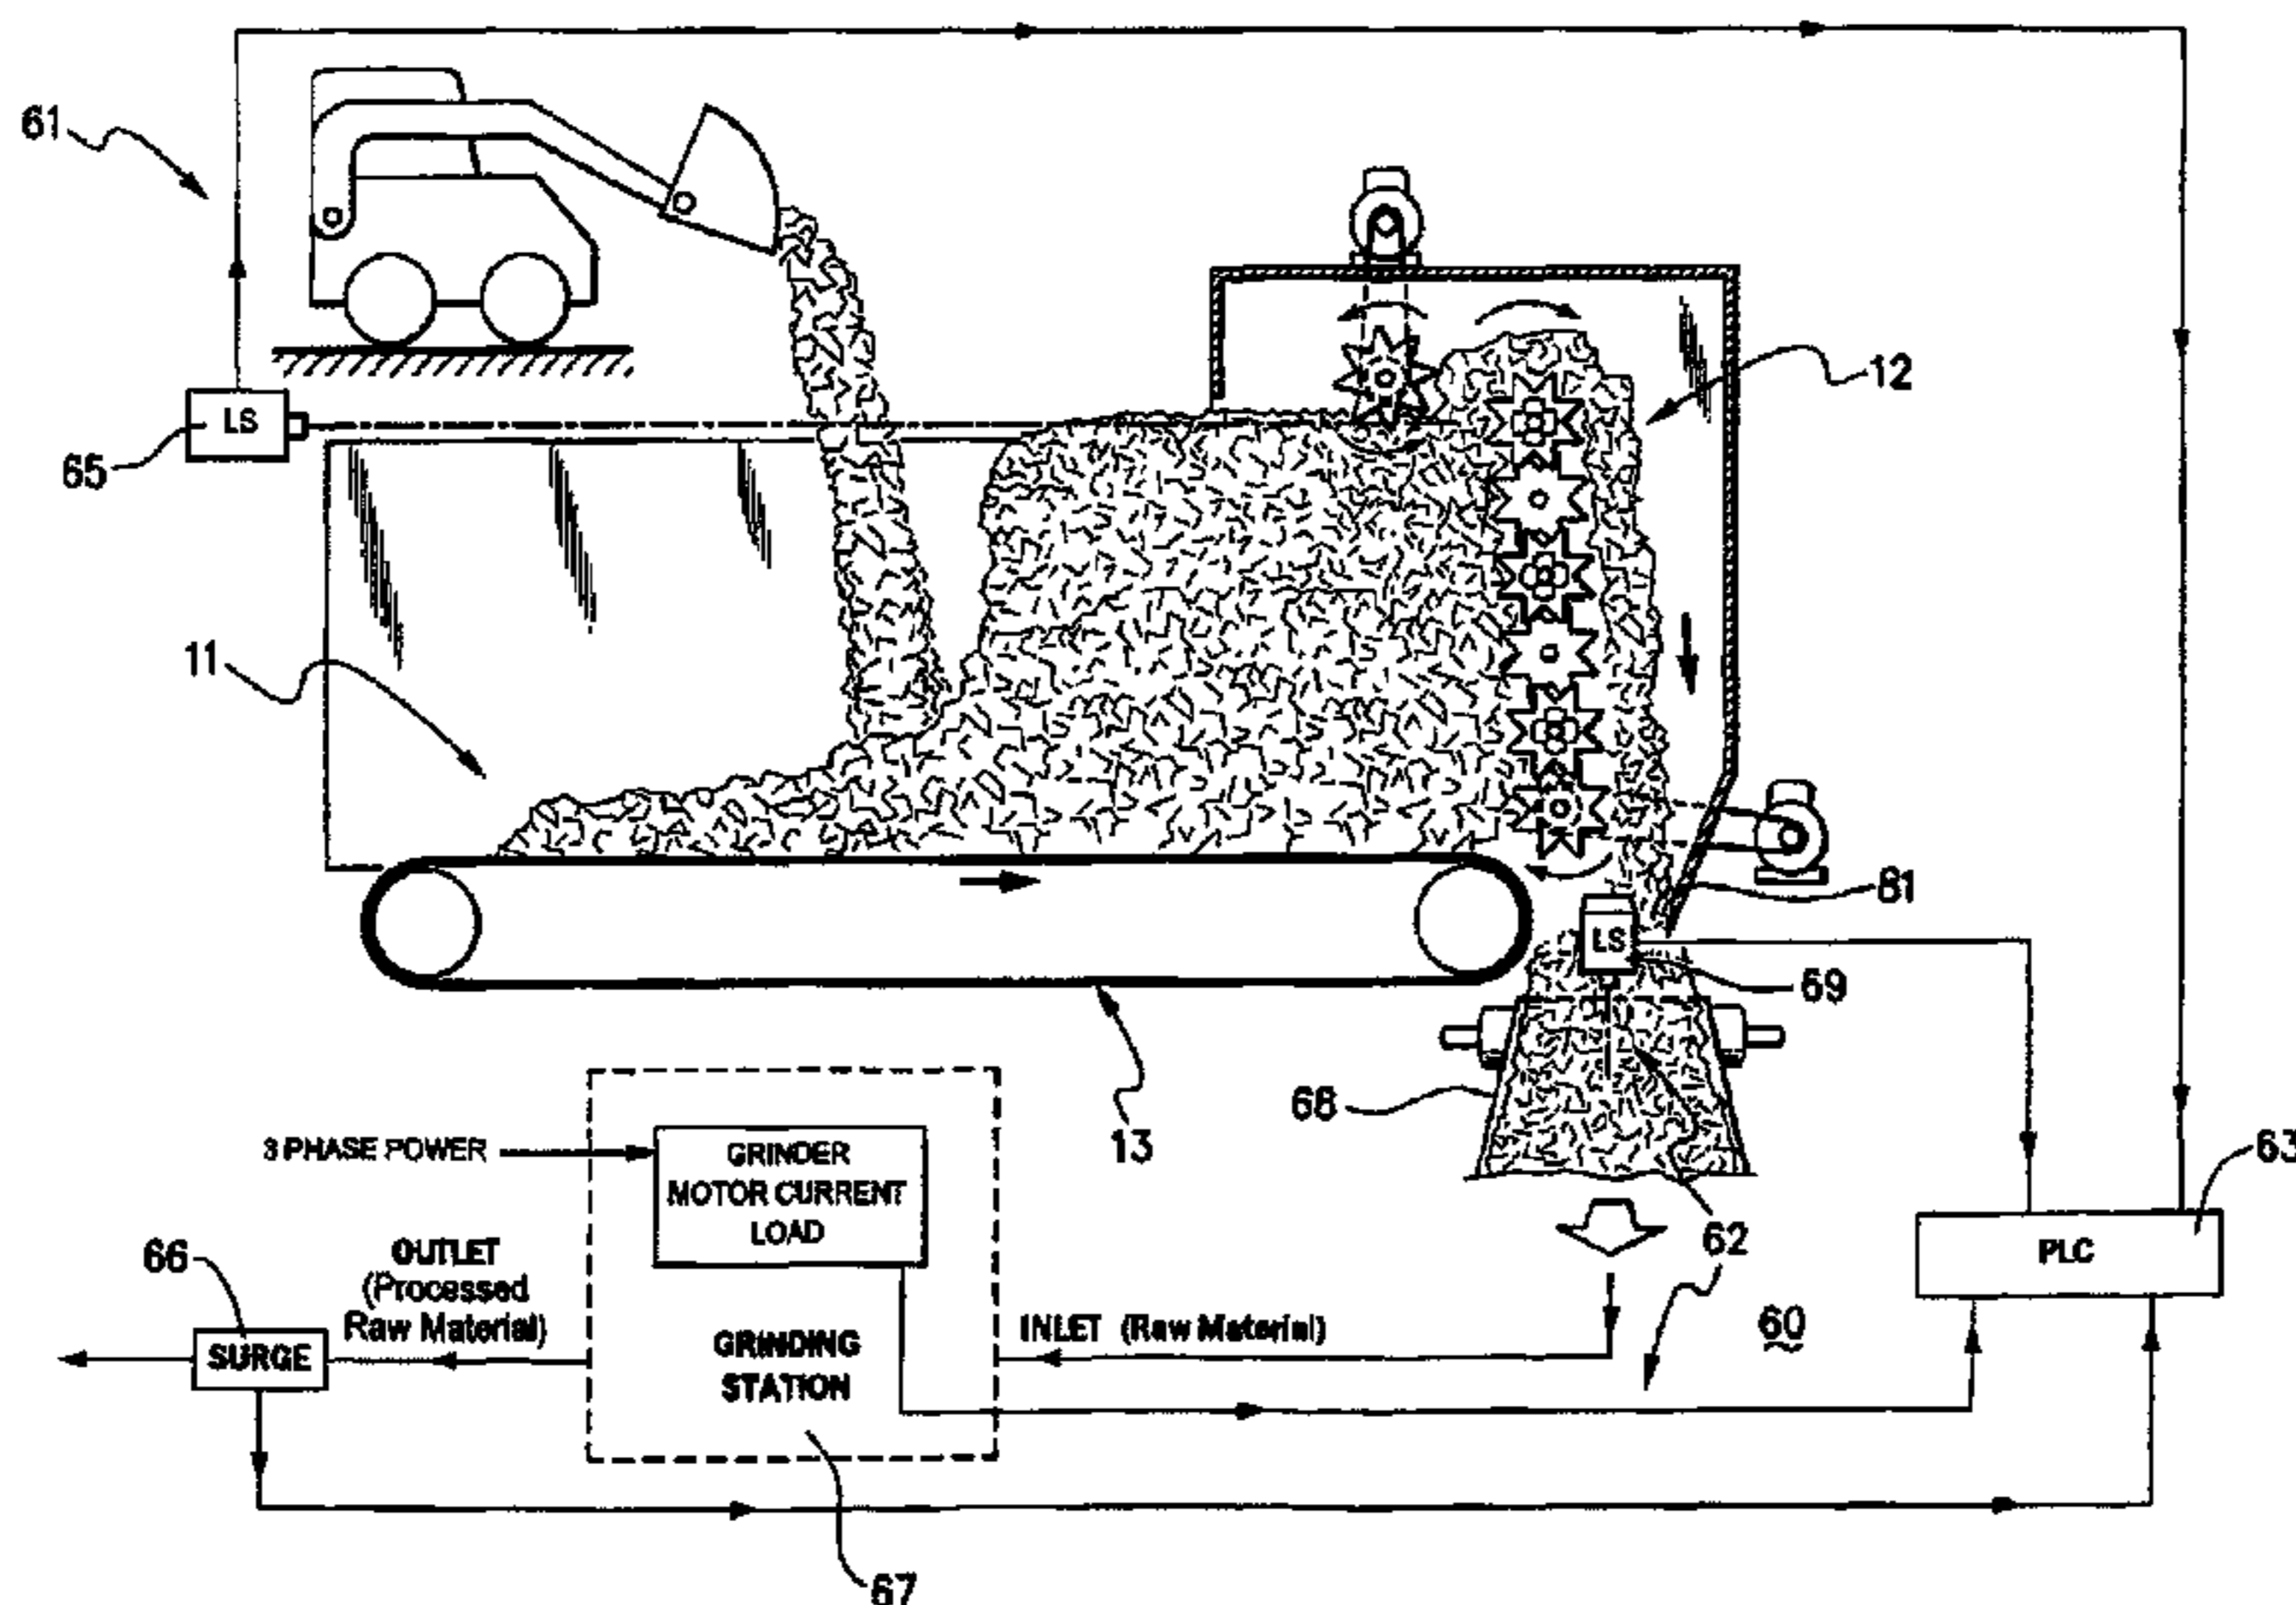 61
12
LS
65
11
81
LS
69
68
13
3 PHASE POWER
GRINDER
MOTOR CURRENT
LOAD
63
62
PLC
66
OUTLET
(Processed
Raw Material)
INLET (Raw Material)
60
SURGE
GRINDING
STATION
67